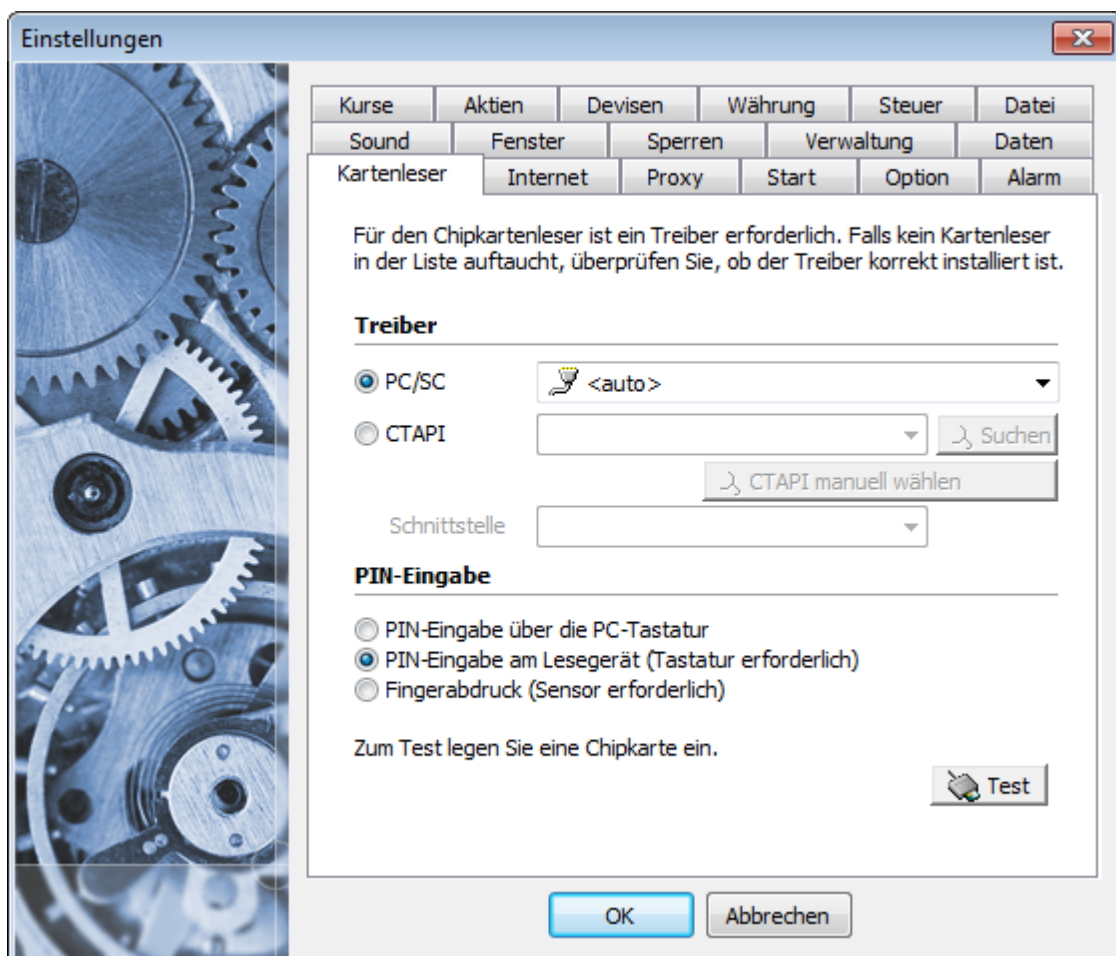 Einstellungen
Kurse Aktien Devisen Währung Steuer Datei
Sound Fenster Sperren Verwaltung Daten
Kartenleser Internet Proxy Start Option Alarm
Für den Chipkartenleser ist ein Treiber erforderlich. Falls kein Kartenleser
in der Liste auftaucht, überprüfen Sie, ob der Treiber korrekt installiert ist.
Treiber
PC/SC <auto>
CTAPI Suchen
CTAPI manuell wählen
Schnittstelle
PIN-Eingabe
PIN-Eingabe über die PC-Tastatur
PIN-Eingabe am Lesegerät (Tastatur erforderlich)
Fingerabdruck (Sensor erforderlich)
Zum Test legen Sie eine Chipkarte ein.
Test
OK Abbrechen